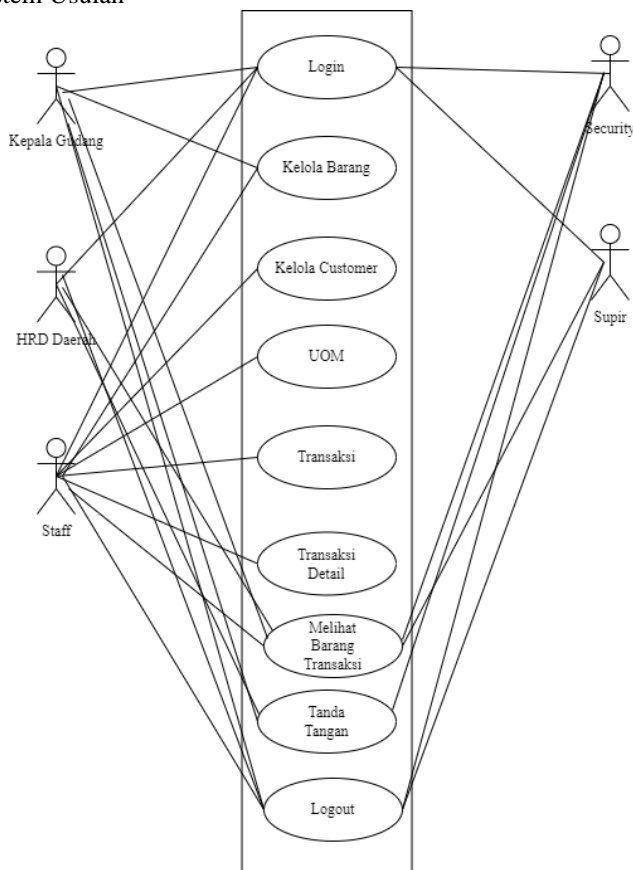 stem Usulan
Login
Kepala Gudang
Security
Kelola Barang
Kelola Customer
HRD Daerah
Supir
UOM
Transaksi
Staff
Transaksi
Detail
Melihat
Barang
Transaksi
Tanda
Tangan
Logout